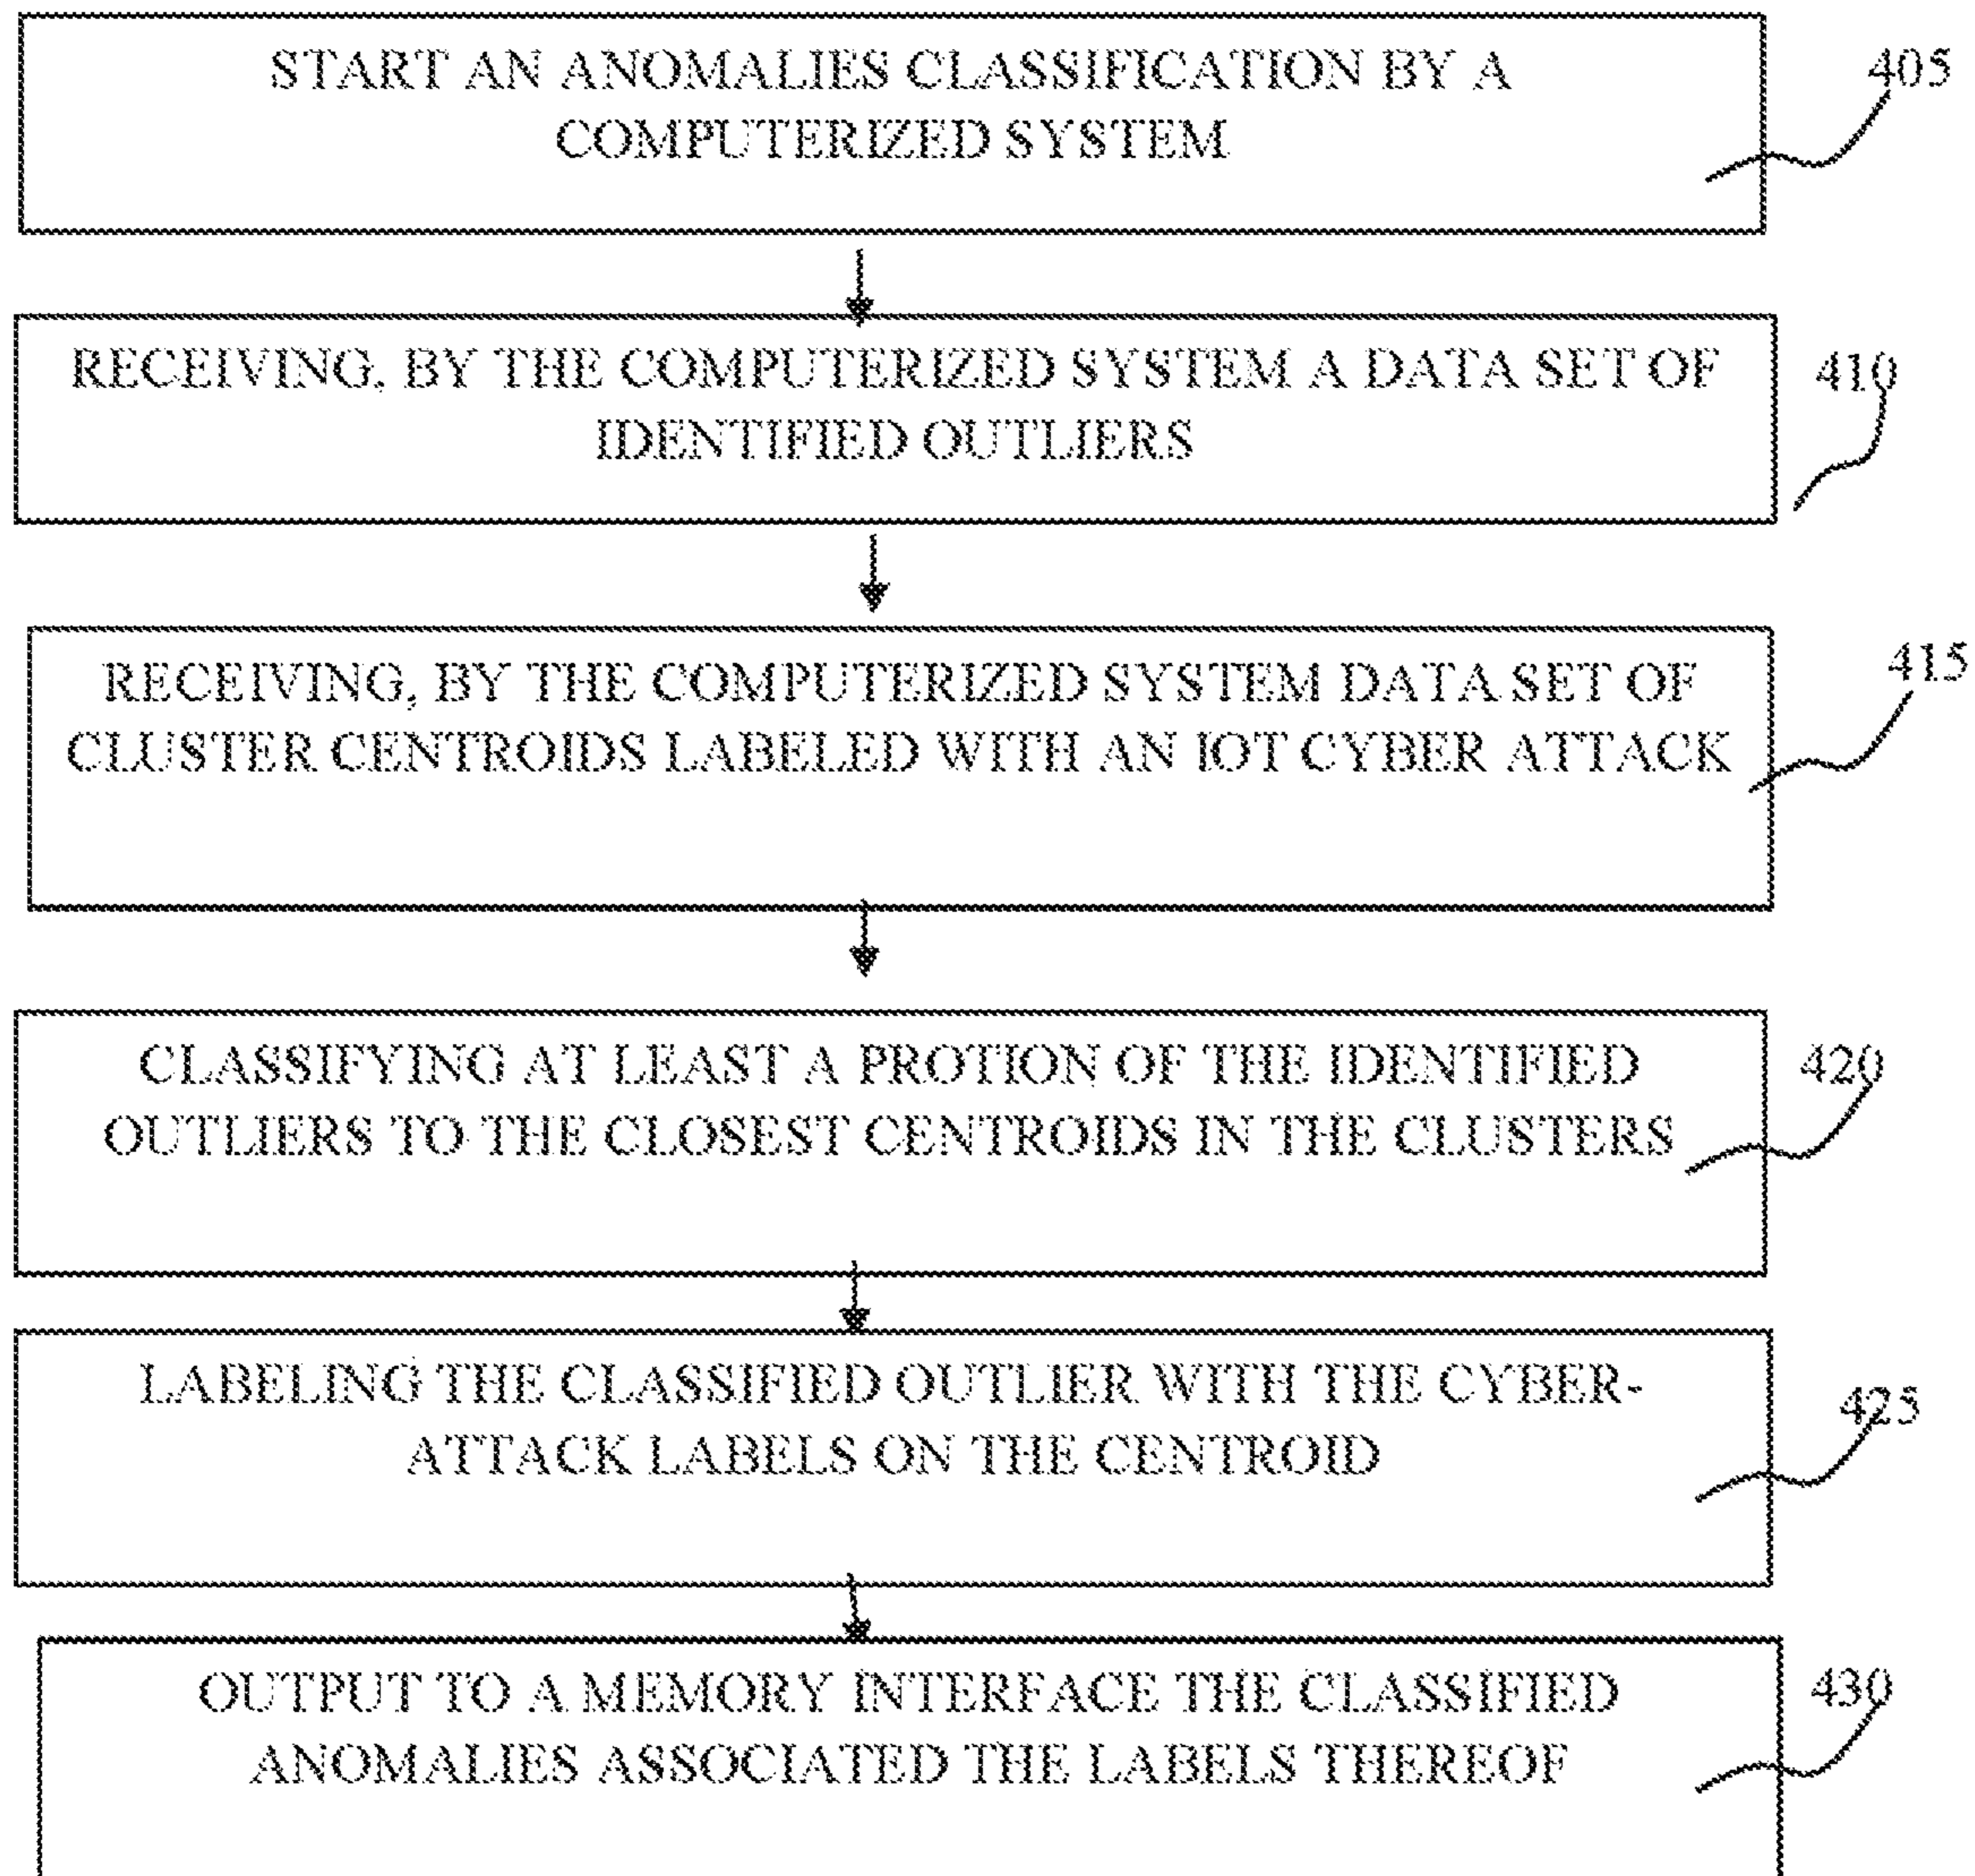 START AN ANOMALIES CLASSIFICATION BY A
COMPUTERIZED SYSTEM
405
RECEIVING, BY THE COMPUTERIZED SYSTEM A DATA SET OF
IDENTIFIED OUTLIERS
410
RECEIVING, BY THE COMPUTERIZED SYSTEM DATA SET OF
CLUSTER CENTROIDS LABELED WITH AN IOT CYBER ATTACK
415
CLASSIFYING AT LEAST A PROTION OF THE IDENTIFIED
OUTLIERS TO THE CLOSEST CENTROIDS IN THE CLUSTERS
420
LABELING THE CLASSIFIED OUTLIER WITH THE CYBER-
ATTACK LABELS ON THE CENTROID
425
OUTPUT TO A MEMORY INTERFACE THE CLASSIFIED
ANOMALIES ASSOCIATED THE LABELS THEREOF
430